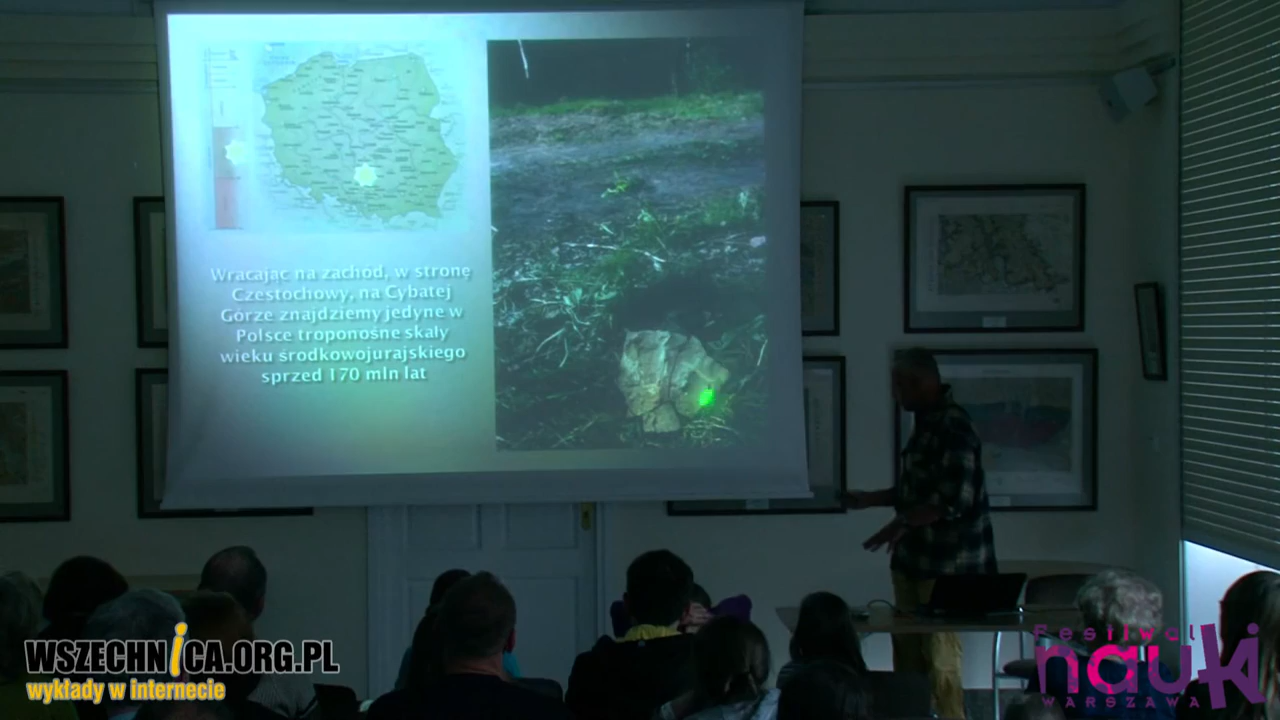 Wracając na zachód, w stronę
Częstochowy, na Cybatej
Górze znajdziemy jedyne w
Polsce troponośne skały
wieku środkowojurajskiego
sprzed 170 mln lat
WSZECHNICA.ORG.PL
wykłady w internecie
Festiwal
nauki
WARSZAWA